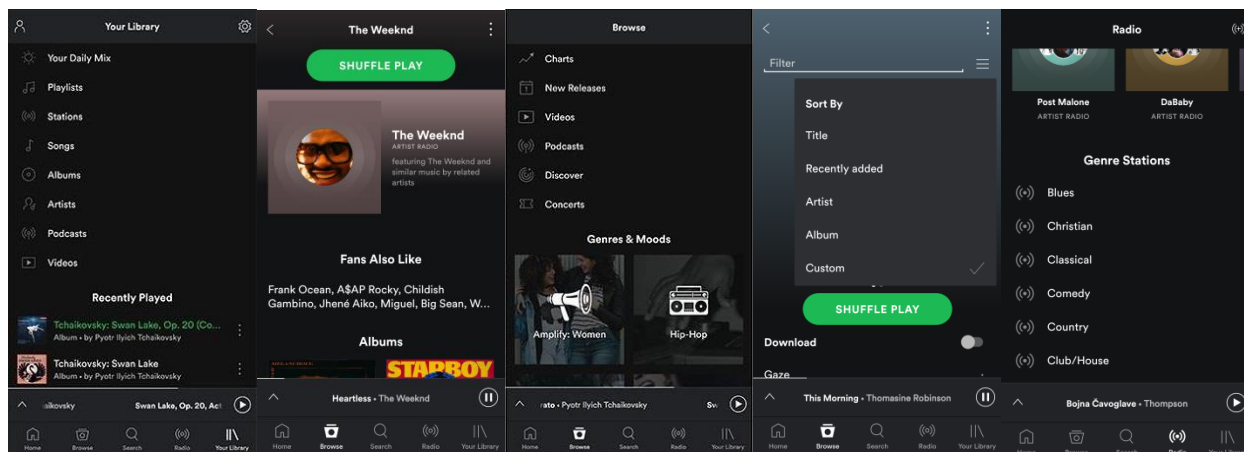 Your Library
Your Daily Mix
Playlists
Stations
Songs
Albums
Artists
Podcasts
Videos
Recently Played
Tchaikovsky: Swan Lake, Op. 20 (Co...
Album • by Pyotr Ilyich Tchaikovsky
Tchaikovsky: Swan Lake
Album • by Pyotr Ilyich Tchaikovsky
aikovsky Swan Lake, Op. 20, Act
Home Browse Search Radio Your Library
The Weeknd
SHUFFLE PLAY
The Weeknd
ARTIST RADIO
featuring The Weeknd and
similar music by related
artists
Fans Also Like
Frank Ocean, A$AP Rocky, Childish
Gambino, Jhené Aiko, Miguel, Big Sean, W...
Albums
STARBOY
Heartless • The Weeknd
Home Browse Search Radio Your Library
Browse
Charts
1
New Releases
Videos
Podcasts
Discover
Concerts
Genres & Moods
Amplify: Women
Hip-Hop
rato • Pyotr Ilyich Tchaikovsky Sw
Home Browse Search Radio Your Library
Filter
Sort By
Title
Recently added
Artist
Album
Custom
SHUFFLE PLAY
Download
Gaze
This Morning • Thomasine Robinson
Home Browse Search Radio Your Library
Radio
Post Malone
ARTIST RADIO
DaBaby
ARTIST RADIO
Genre Stations
Blues
Christian
Classical
Comedy
Country
Club/House
Bojna Čavoglave • Thompson
Home Browse Search Radio Your Library